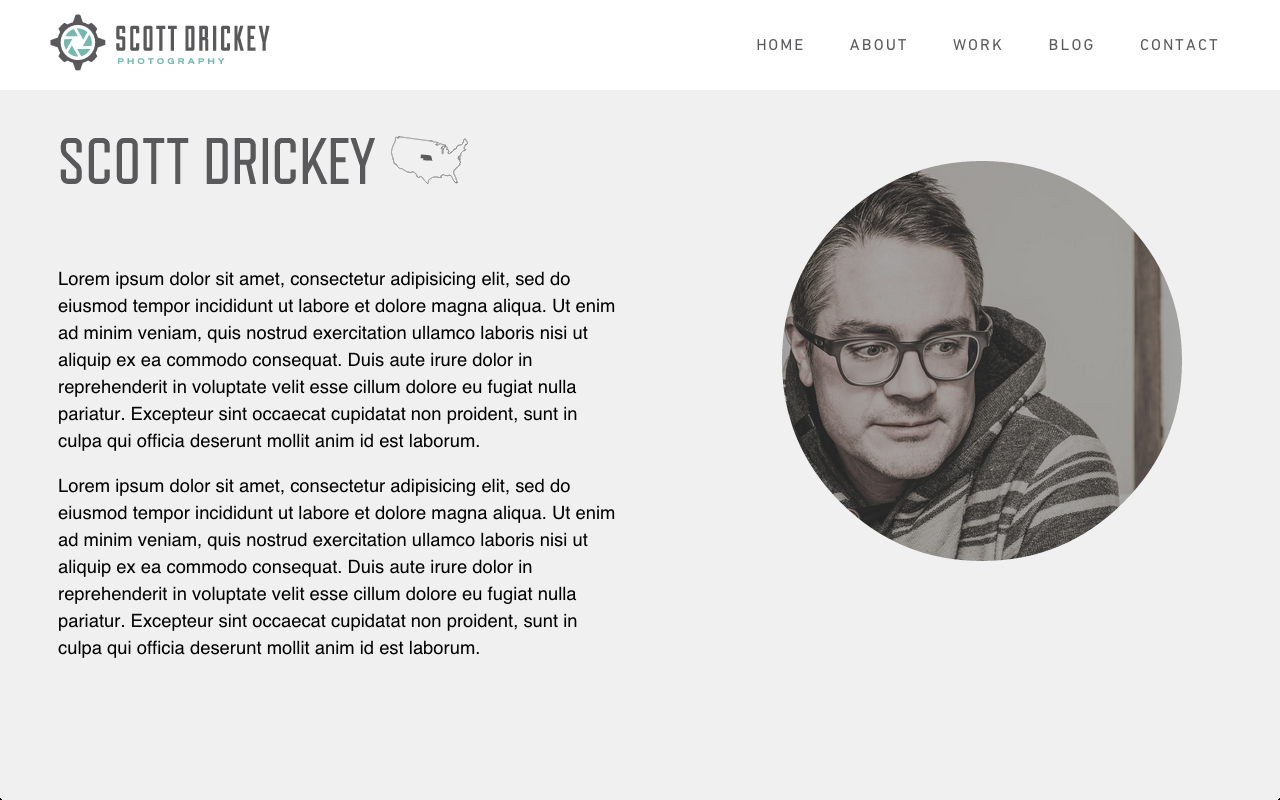 SCOTT DRICKEY
PHOTOGRAPHY
HOME ABOUT WORK BLOG CONTACT
SCOTT DRICKEY
Lorem ipsum dolor sit amet, consectetur adipisicing elit, sed do
eiusmod tempor incididunt ut labore et dolore magna aliqua. Ut enim
ad minim veniam, quis nostrud exercitation ullamco laboris nisi ut
aliquip ex ea commodo consequat. Duis aute irure dolor in
reprehenderit in voluptate velit esse cillum dolore eu fugiat nulla
pariatur. Excepteur sint occaecat cupidatat non proident, sunt in
culpa qui officia deserunt mollit anim id est laborum.
Lorem ipsum dolor sit amet, consectetur adipisicing elit, sed do
eiusmod tempor incididunt ut labore et dolore magna aliqua. Ut enim
ad minim veniam, quis nostrud exercitation ullamco laboris nisi ut
aliquip ex ea commodo consequat. Duis aute irure dolor in
reprehenderit in voluptate velit esse cillum dolore eu fugiat nulla
pariatur. Excepteur sint occaecat cupidatat non proident, sunt in
culpa qui officia deserunt mollit anim id est laborum.